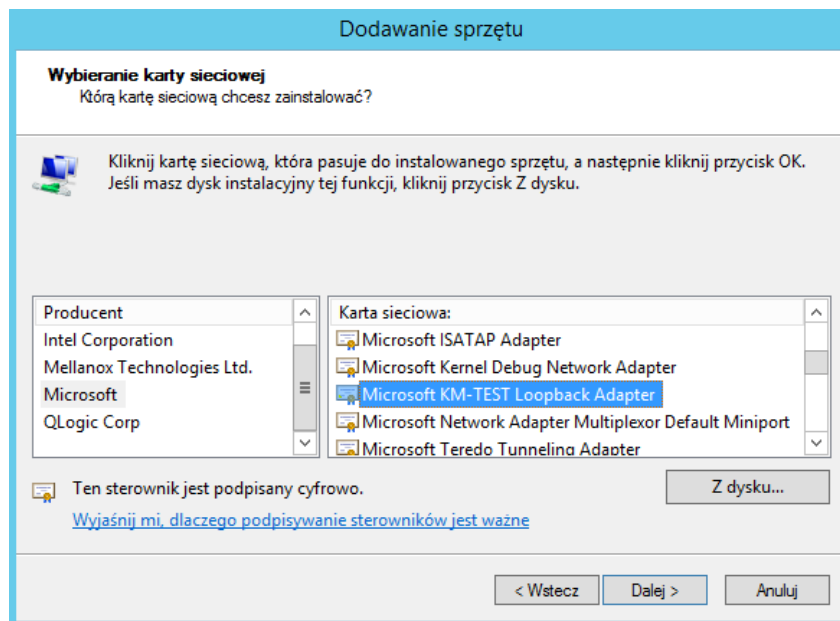 Dodawanie sprzętu
Wybieranie karty sieciowej
Którą kartę sieciową chcesz zainstalować?
Kliknij kartę sieciową, która pasuje do instalowanego sprzętu, a następnie kliknij przycisk OK.
Jeśli masz dysk instalacyjny tej funkcji, kliknij przycisk Z dysku.
Producent
Intel Corporation
Mellanox Technologies Ltd.
Microsoft
QLogic Corp
Karta sieciowa:
Microsoft ISATAP Adapter
Microsoft Kernel Debug Network Adapter
Microsoft KM-TEST Loopback Adapter
Microsoft Network Adapter Multiplexor Default Miniport
Microsoft Teredo Tunneling Adapter
Ten sterownik jest podpisany cyfrowo.
Z dysku...
Wyjaśnij mi, dlaczego podpisywanie sterowników jest ważne
< Wstecz
Dalej >
Anuluj